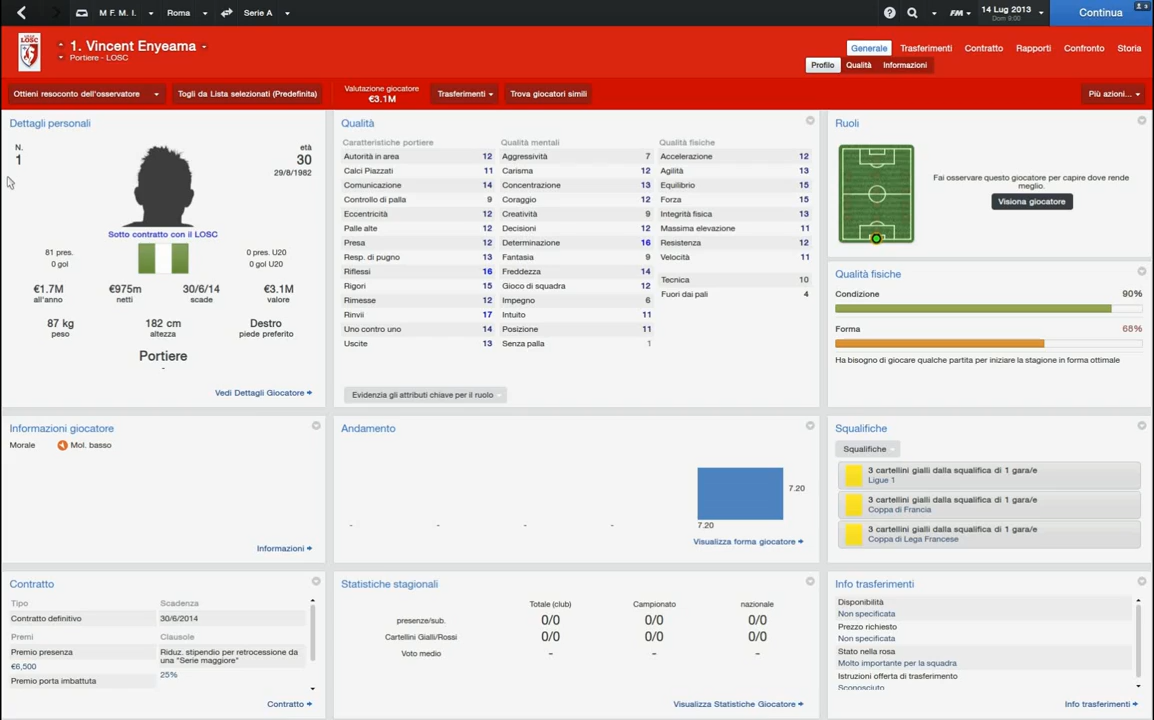 M F. M. I.
Roma
Serie A
14 Lug 2013
Dom 9:00
Continua
3
1. Vincent Enyeama
Portiere - LOSC
LOSC
Generale Trasferimenti Contratto Rapporti Confronto Storia
Profilo Qualità Informazioni
Ottieni resoconto dell'osservatore
Togli da Lista selezionati (Predefinita)
Valutazione giocatore
€3.1M
Trasferimenti
Trova giocatori simili
Più azioni...
Dettagli personali
N.
1
età
30
29/8/1982
Sotto contratto con il LOSC
81 pres.
0 gol
0 pres. U20
0 gol U20
€1.7M
all'anno
€975m
netti
30/6/14
scade
€3.1M
valore
87 kg
peso
182 cm
altezza
Destro
piede preferito
Portiere
-
Vedi Dettagli Giocatore
Qualità
Caratteristiche portiere
Autorità in area 12
Calci Piazzati 11
Comunicazione 14
Controllo di palla 9
Eccentricità 12
Palle alte 12
Presa 12
Resp. di pugno 13
Riflessi 16
Rigori 15
Rimesse 12
Rinvii 17
Uno contro uno 14
Uscite 13
Qualità mentali
Aggressività 7
Carisma 12
Concentrazione 13
Coraggio 12
Creatività 9
Decisioni 12
Determinazione 16
Fantasia 9
Freddezza 14
Gioco di squadra 12
Impegno 6
Intuito 11
Posizione 11
Senza palla 1
Qualità fisiche
Accelerazione 12
Agilità 13
Equilibrio 15
Forza 15
Integrità fisica 13
Massima elevazione 11
Resistenza 12
Velocità 11
Tecnica 10
Fuori dai pali 4
Evidenzia gli attributi chiave per il ruolo
Ruoli
Fai osservare questo giocatore per capire dove rende
meglio.
Visiona giocatore
Qualità fisiche
Condizione 90%
Forma 68%
Ha bisogno di giocare qualche partita per iniziare la stagione in forma ottimale
Informazioni giocatore
Morale Mol. basso
Informazioni
Andamento
- - - - 7.20
7.20
Visualizza forma giocatore
Squalifiche
Squalifiche
3 cartellini gialli dalla squalifica di 1 gara/e
Ligue 1
3 cartellini gialli dalla squalifica di 1 gara/e
Coppa di Francia
3 cartellini gialli dalla squalifica di 1 gara/e
Coppa di Lega Francese
Contratto
Tipo
Contratto definitivo
Premi
Premio presenza
€6,500
Premio porta imbattuta
Scadenza
30/6/2014
Clausole
Riduz. stipendio per retrocessione da
una "Serie maggiore"
25%
Contratto
Statistiche stagionali
Totale (club) Campionato nazionale
presenze/sub. 0/0 0/0 0/0
Cartellini Gialli/Rossi 0/0 0/0 0/0
Voto medio - - -
Visualizza Statistiche Giocatore
Info trasferimenti
Disponibilità
Non specificata
Prezzo richiesto
Non specificata
Stato nella rosa
Molto importante per la squadra
Istruzioni offerta di trasferimento
Sconosciuto
Info trasferimenti